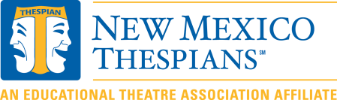 THESPIAN
NEW MEXICO
THESPIANS℠
AN EDUCATIONAL THEATRE ASSOCIATION AFFILIATE